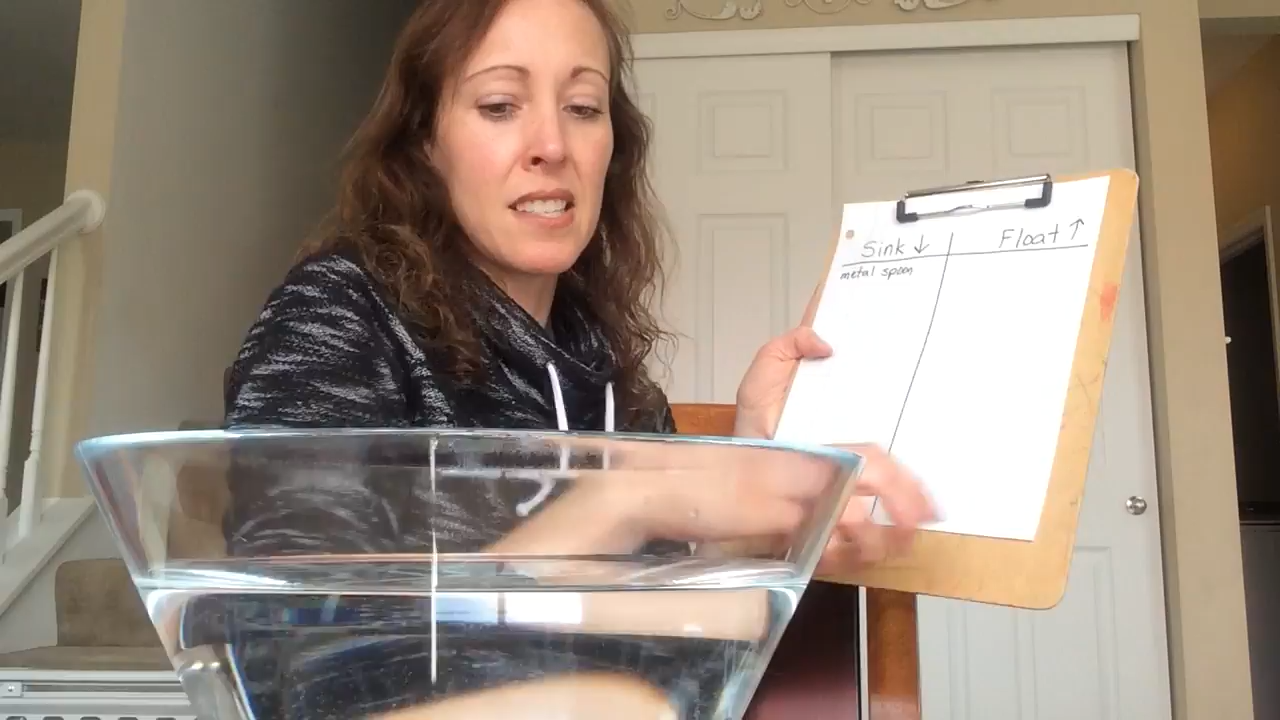 Sink ↓ Float ↑
metal spoon